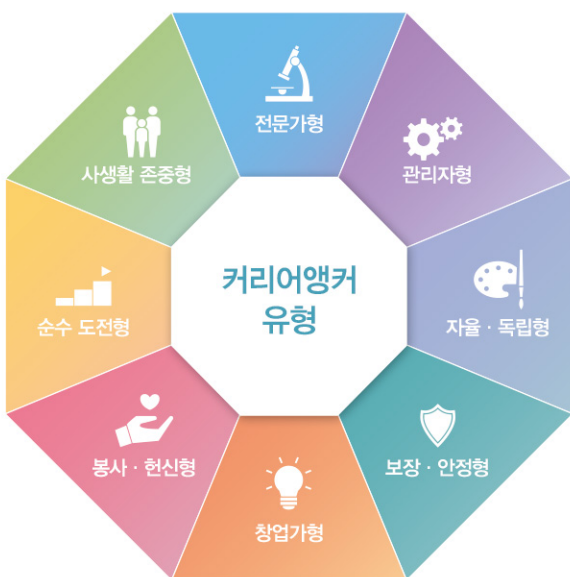 커리어앵커
유형
전문가형
관리자형
자율 · 독립형
보장 · 안정형
창업가형
봉사 · 헌신형
순수 도전형
사생활 존중형